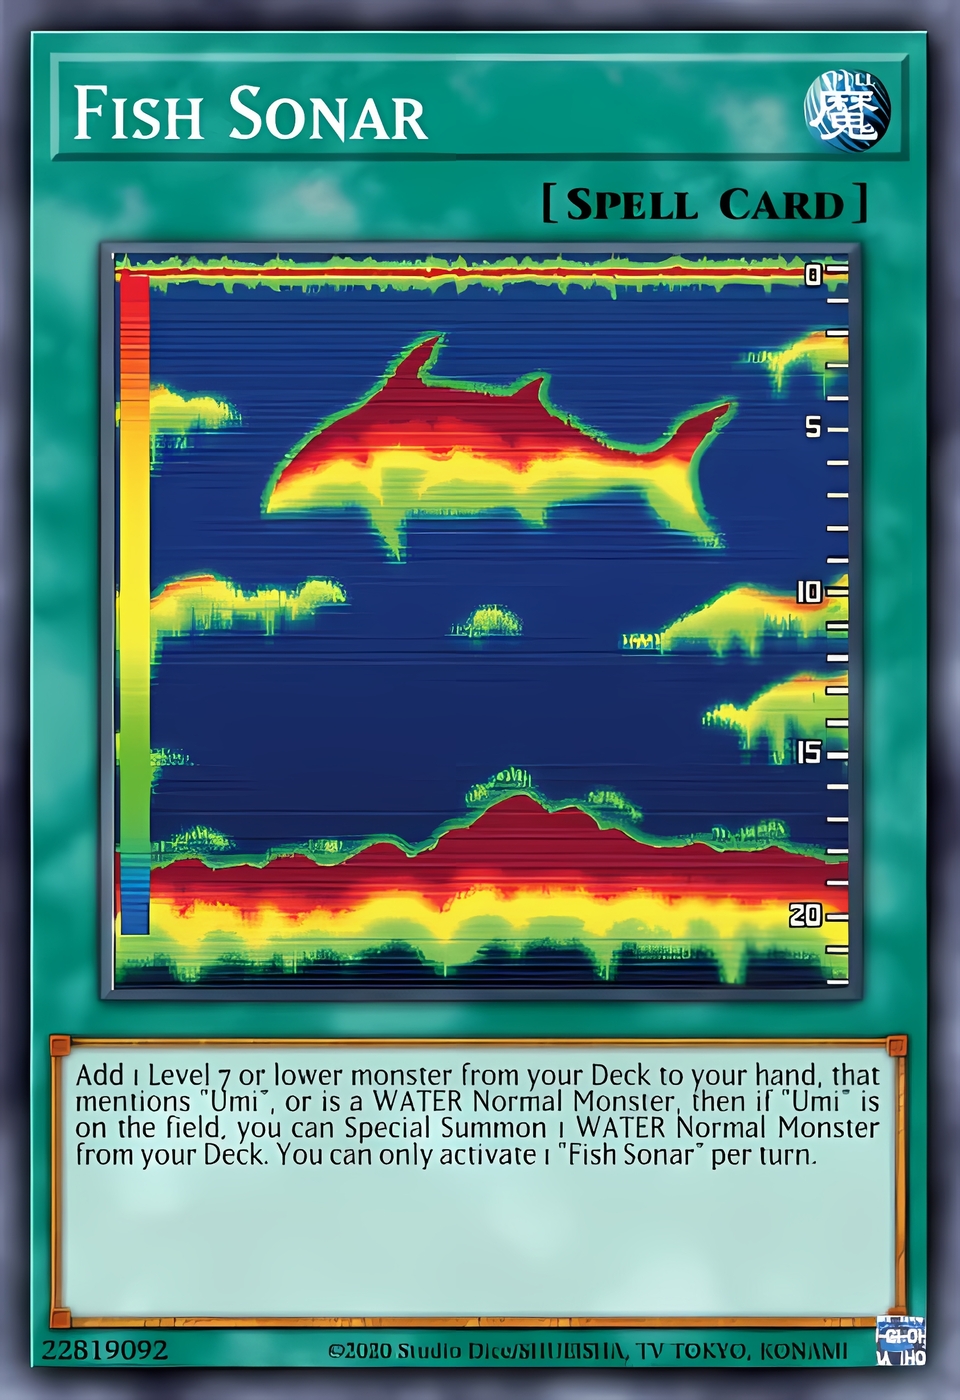 FISH SONAR
魔
[SPELL CARD]
0
5
10
15
20
Add 1 Level 7 or lower monster from your Deck to your hand, that
mentions "Umi", or is a WATER Normal Monster, then if "Umi" is
on the field, you can Special Summon 1 WATER Normal Monster
from your Deck. You can only activate 1 "Fish Sonar" per turn.
22819092
©2020 Studio Dice/SHUEISHA, TV TOKYO, KONAMI